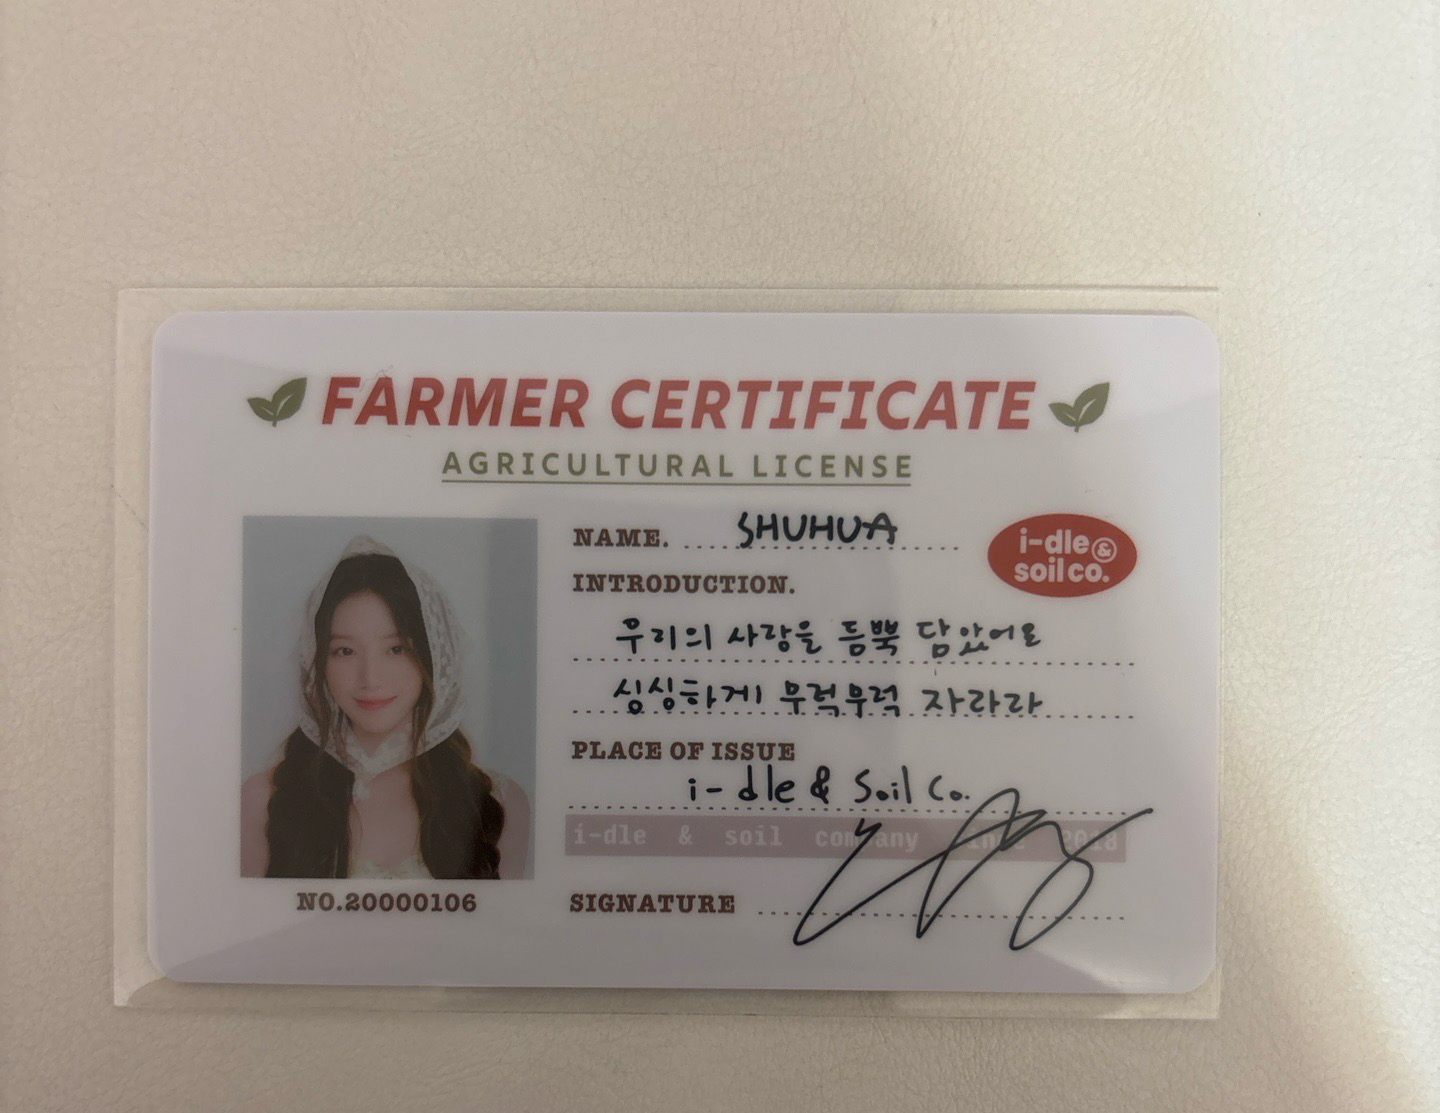 FARMER CERTIFICATE
AGRICULTURAL LICENSE
NAME. SHUHUA
i-dle &
soil co.
INTRODUCTION.
우리의 사랑을 듬뿍 담았어요
싱싱하게 무럭무럭 자라라
PLACE OF ISSUE
i-dle & Soil Co.
i-dle & soil company since 2018
NO.20000106
SIGNATURE